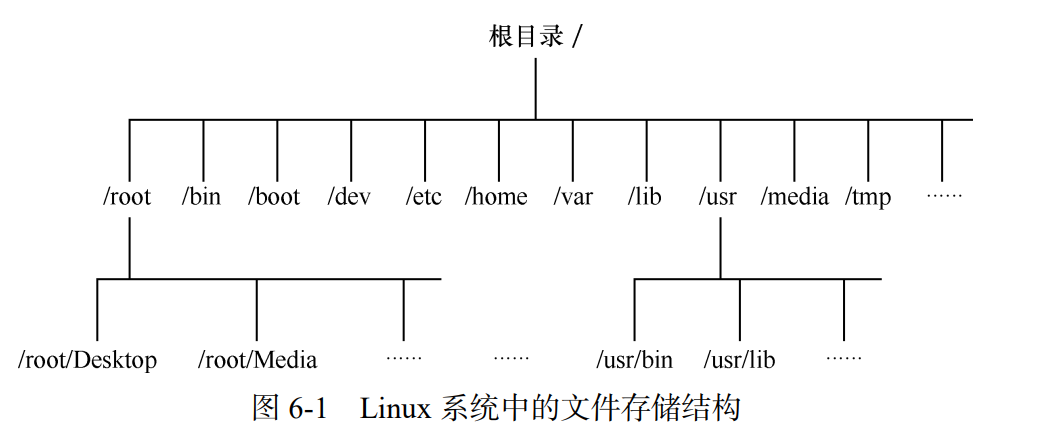 根目录 /
/root /bin /boot /dev /etc /home /var /lib /usr /media /tmp ……
/root/Desktop /root/Media …… …… /usr/bin /usr/lib ……
图 6-1 Linux 系统中的文件存储结构